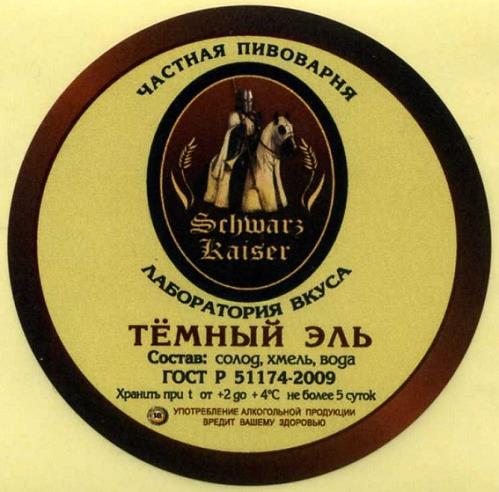 ЧАСТНАЯ ПИВОВАРНЯ
Schwarz
Kaiser
ЛАБОРАТОРИЯ ВКУСА
ТЁМНЫЙ ЭЛЬ
Состав: солод, хмель, вода
ГОСТ Р 51174-2009
Хранить при t от +2 до +4°С не более 5 суток
18
УПОТРЕБЛЕНИЕ АЛКОГОЛЬНОЙ ПРОДУКЦИИ
ВРЕДИТ ВАШЕМУ ЗДОРОВЬЮ